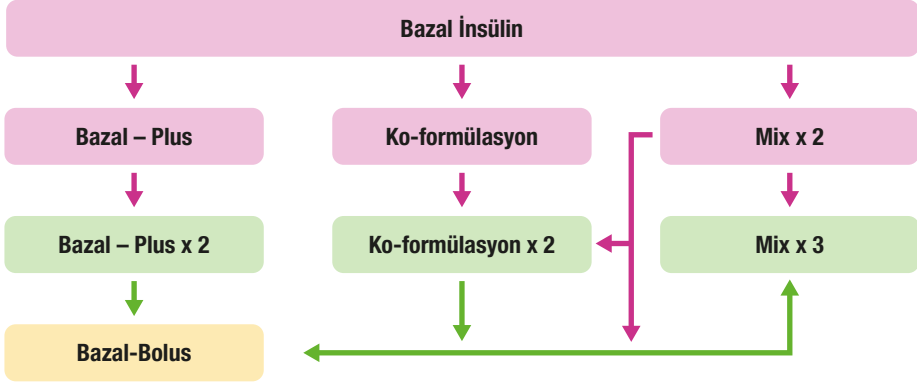 Bazal İnsülin
Bazal – Plus
Ko-formülasyon
Mix x 2
Bazal – Plus x 2
Ko-formülasyon x 2
Mix x 3
Bazal-Bolus